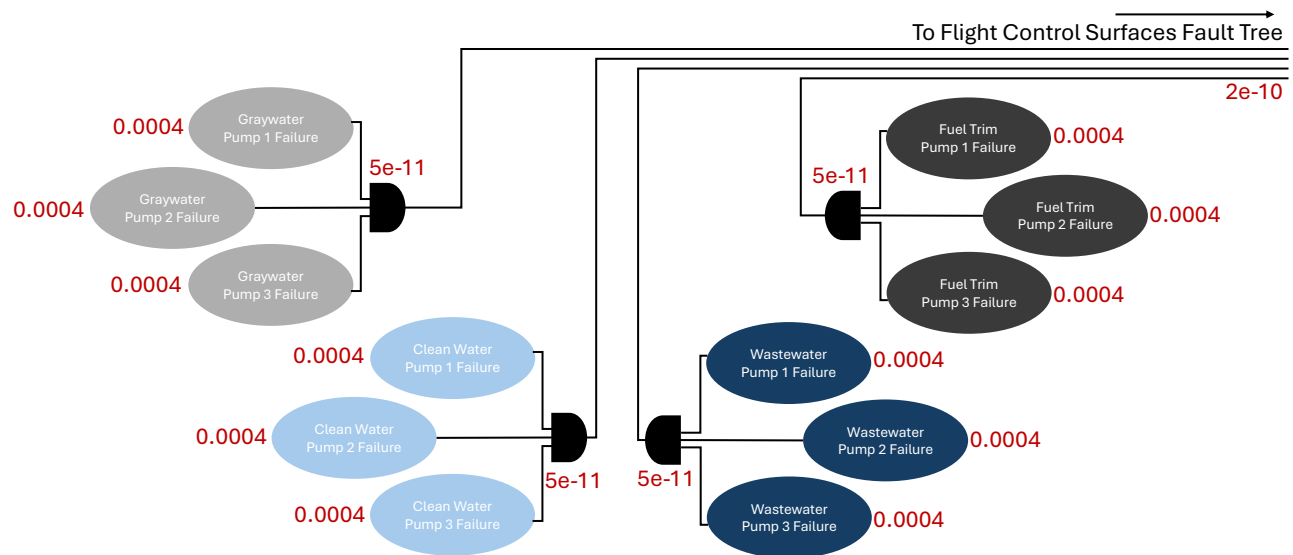 To Flight Control Surfaces Fault Tree
2e-10
0.0004
Graywater
Pump 1 Failure
0.0004
Graywater
Pump 2 Failure
0.0004
Graywater
Pump 3 Failure
5e-11
Fuel Trim
Pump 1 Failure
0.0004
Fuel Trim
Pump 2 Failure
0.0004
Fuel Trim
Pump 3 Failure
0.0004
5e-11
0.0004
Clean Water
Pump 1 Failure
0.0004
Clean Water
Pump 2 Failure
0.0004
Clean Water
Pump 3 Failure
5e-11
Wastewater
Pump 1 Failure
0.0004
Wastewater
Pump 2 Failure
0.0004
Wastewater
Pump 3 Failure
0.0004
5e-11